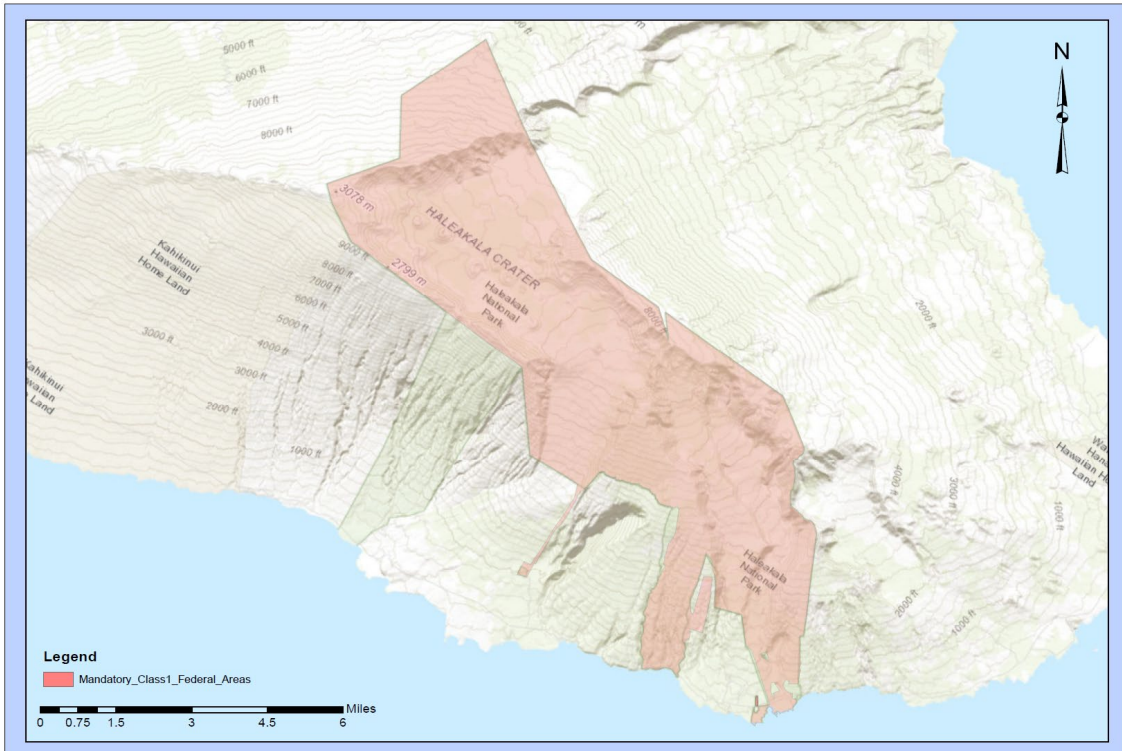 5000 ft
6000 ft
7000 ft
8000 ft
N
3078 m
HALEAKALA CRATER
2799 m
Haleakala
National
Park
Kahikinui
Hawaiian
Home Land
9000 ft
8000 ft
7000 ft
6000 ft
5000 ft
4000 ft
3000 ft
3000 ft
2000 ft
1000 ft
8000 ft
2000 ft
Kahikinui
Land
Hawaiian
Land
4000 ft
3000 ft
1000 ft
2000 ft
1000 ft
Haleakala
National
Park
Legend
Mandatory_Class1_Federal_Areas
0 0.75 1.5 3 4.5 6 Miles